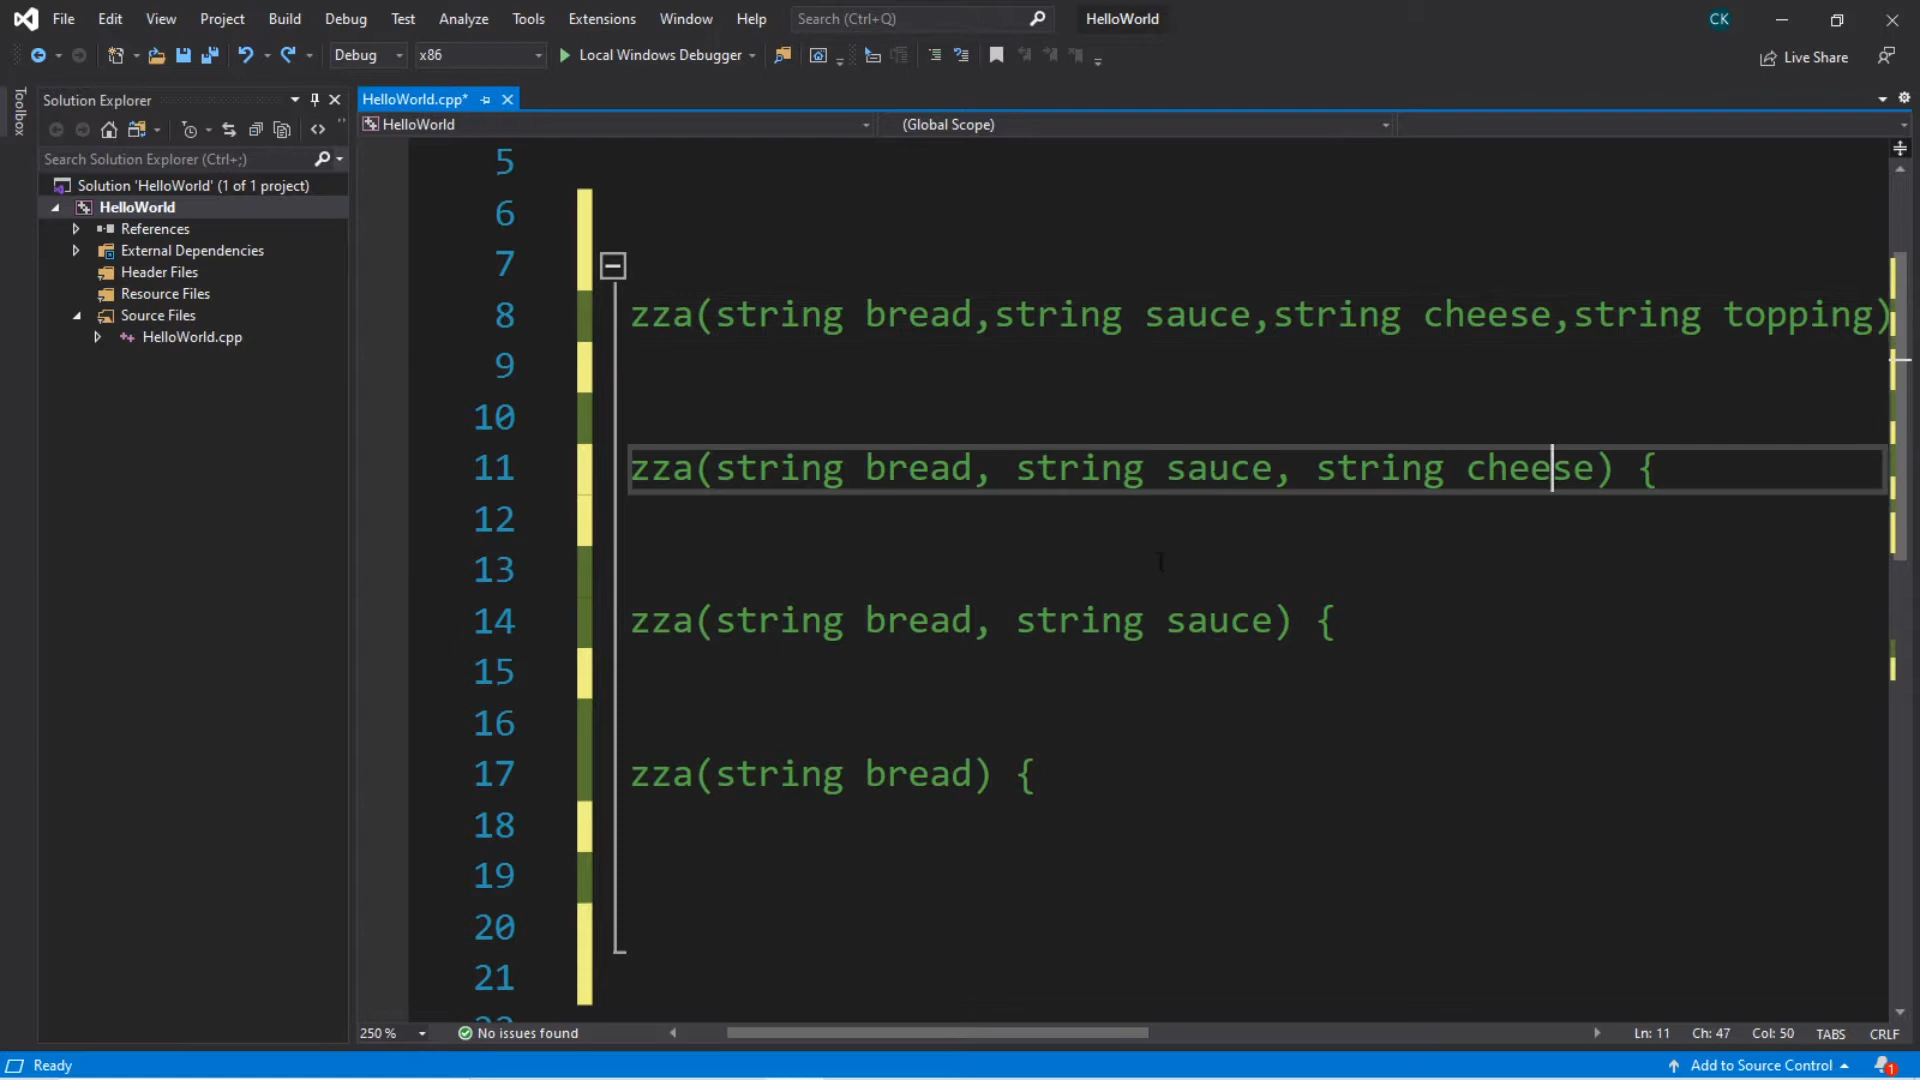 File Edit View Project Build Debug Test Analyze Tools Extensions Window Help Search (Ctrl+Q) HelloWorld CK
Debug x86 Local Windows Debugger Live Share
Toolbox
Solution Explorer
Search Solution Explorer (Ctrl+;)
Solution 'HelloWorld' (1 of 1 project)
HelloWorld
References
External Dependencies
Header Files
Resource Files
Source Files
HelloWorld.cpp
HelloWorld.cpp*
HelloWorld (Global Scope)
5
6
7
8 zza(string bread,string sauce,string cheese,string topping)
9
10
11 zza(string bread, string sauce, string cheese) {
12
13
14 zza(string bread, string sauce) {
15
16
17 zza(string bread) {
18
19
20
21
250 % No issues found Ln: 11 Ch: 47 Col: 50 TABS CRLF
Ready Add to Source Control 1